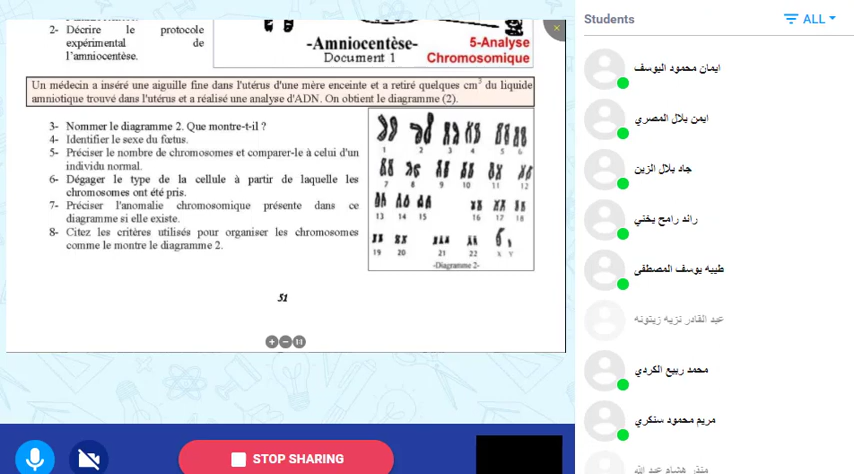 2- Décrire le protocole
expérimental de
l'amniocentèse.
-Amniocentèse-
Document 1
5-Analyse
Chromosomique
Un médecin a inséré une aiguille fine dans l'utérus d'une mère enceinte et a retiré quelques cm³ du liquide
amniotique trouvé dans l'utérus et a réalisé une analyse d'ADN. On obtient le diagramme (2).
3- Nommer le diagramme 2. Que montre-t-il ?
4- Identifier le sexe du fœtus.
5- Préciser le nombre de chromosomes et comparer-le à celui d'un
individu normal.
6- Dégager le type de la cellule à partir de laquelle les
chromosomes ont été pris.
7- Préciser l'anomalie chromosomique présente dans ce
diagramme si elle existe.
8- Citez les critères utilisés pour organiser les chromosomes
comme le montre le diagramme 2.
1 2 3 4 5 6
7 8 9 10 11 12
13 14 15 16 17 18
19 20 21 22 X Y
-Diagramme 2-
51
STOP SHARING
Students
ALL
ايمان محمود اليوسف
ايمن بلال المصري
جاد بلال الزين
رائد رامح يخني
طيبه يوسف المصطفى
عبد القادر نزيه زيتونه
محمد ربيع الكردي
مريم محمود سنكري
منذر هشام عبد الله